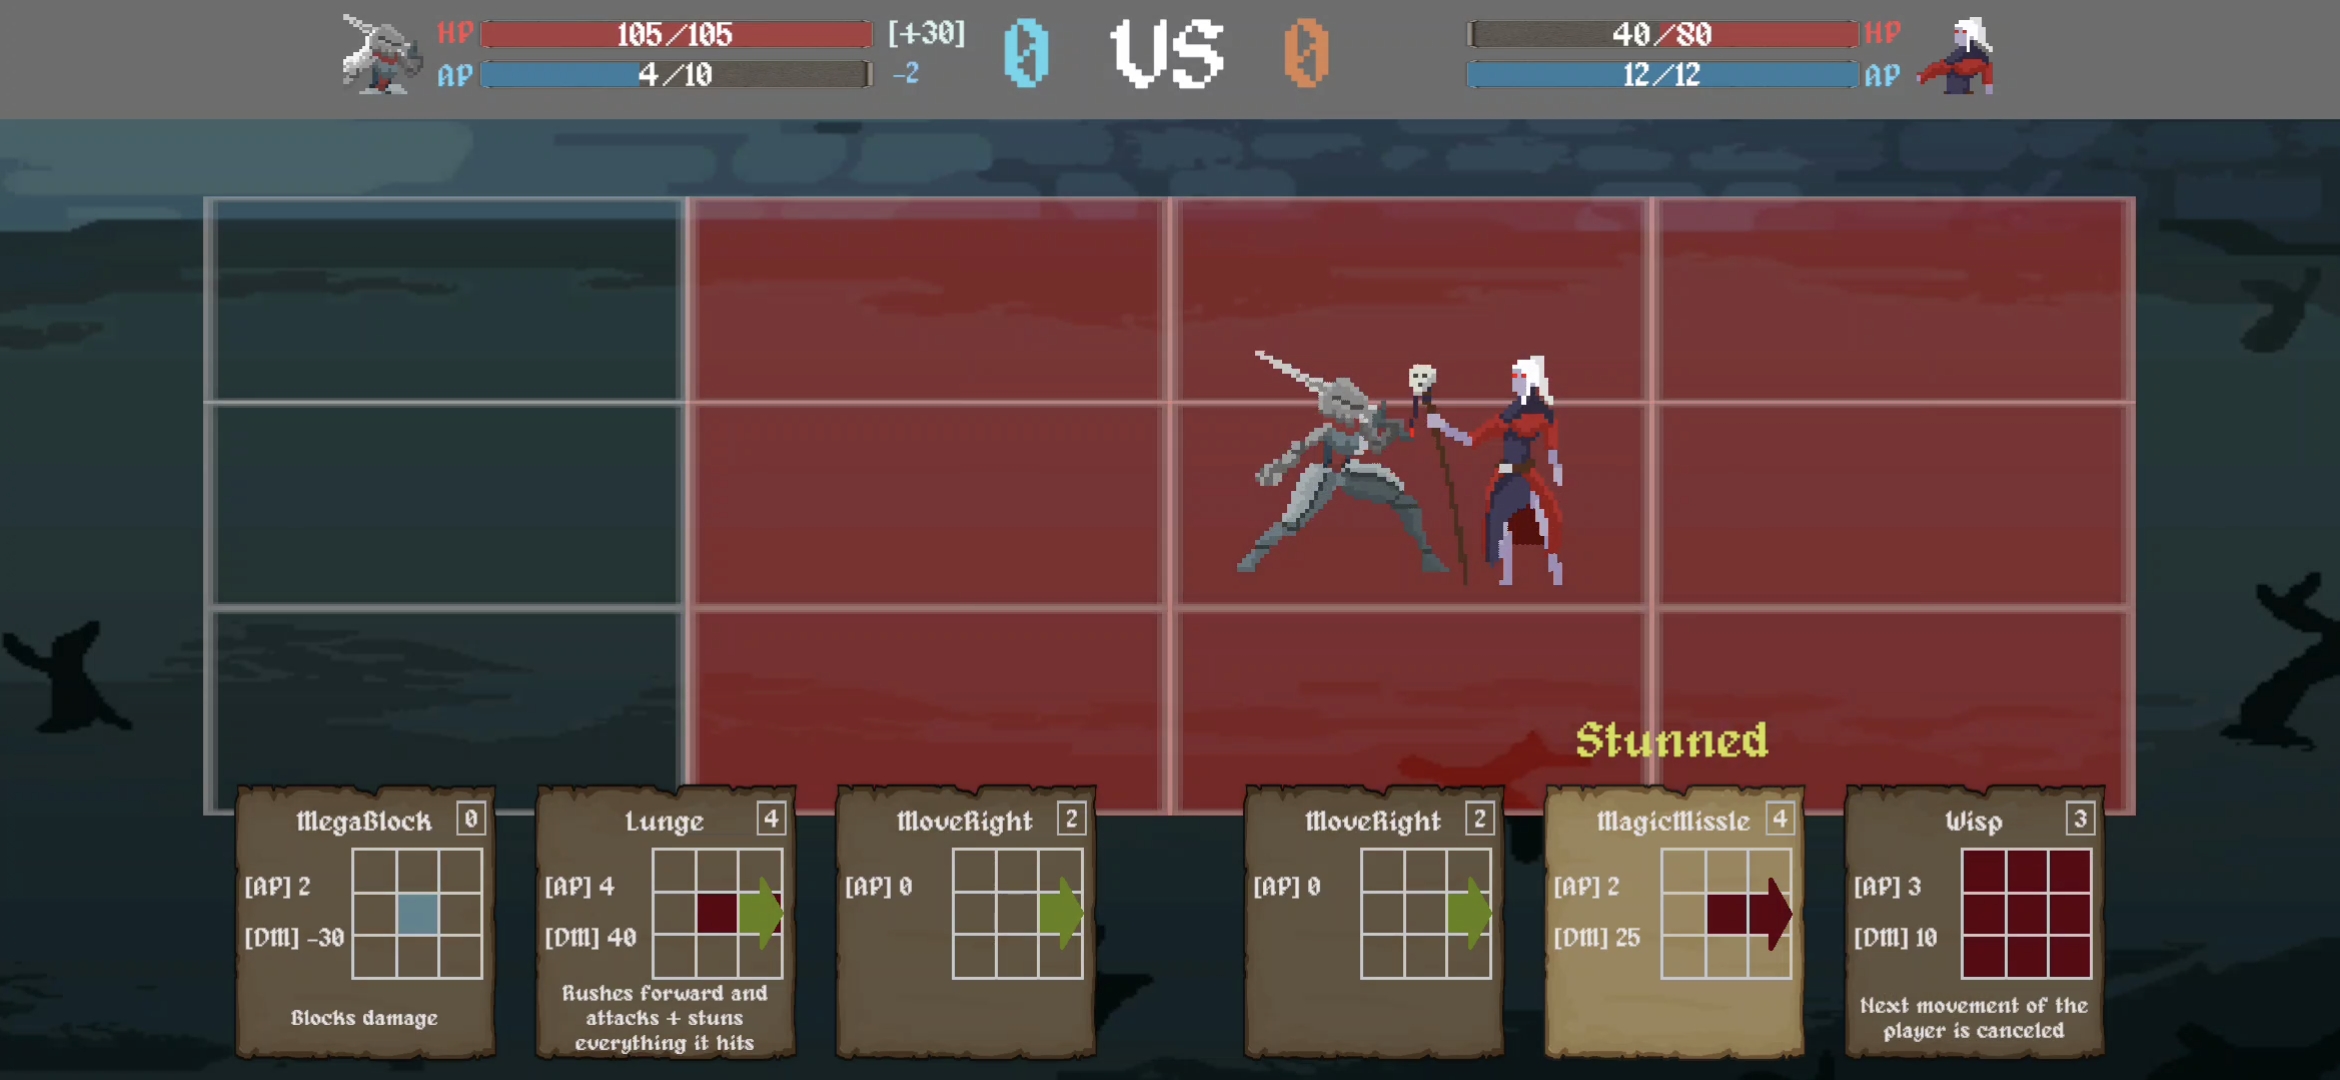 HP 105/105 [+30] 0 VS 0 40/80 HP
AP 4/10 -2 12/12 AP
Stunned
MegaBlock 0
[AP] 2
[DM] -30
Blocks damage
Lunge 4
[AP] 4
[DM] 40
Rushes forward and
attacks + stuns
everything it hits
MoveRight 2
[AP] 0
MoveRight 2
[AP] 0
MagicMissle 4
[AP] 2
[DM] 25
Wisp 3
[AP] 3
[DM] 10
Next movement of the
player is canceled